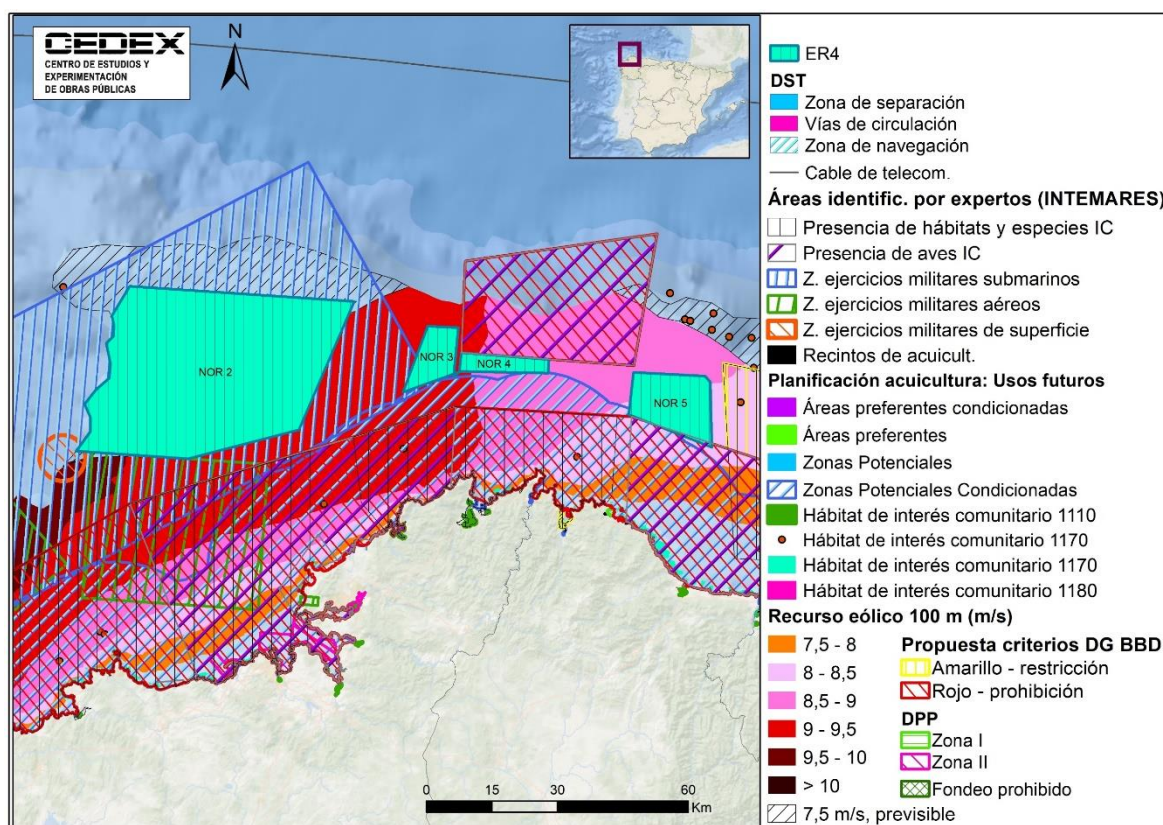 CEDEX
CENTRO DE ESTUDIOS Y
EXPERIMENTACIÓN
DE OBRAS PÚBLICAS
N
NOR 2
NOR 3
NOR 4
NOR 5
0 15 30 60
Km
ER4
DST
Zona de separación
Vías de circulación
Zona de navegación
Cable de telecom.
Áreas identific. por expertos (INTEMARES)
Presencia de hábitats y especies IC
Presencia de aves IC
Z. ejercicios militares submarinos
Z. ejercicios militares aéreos
Z. ejercicios militares de superficie
Recintos de acuicult.
Planificación acuicultura: Usos futuros
Áreas preferentes condicionadas
Áreas preferentes
Zonas Potenciales
Zonas Potenciales Condicionadas
Hábitat de interés comunitario 1110
Hábitat de interés comunitario 1170
Hábitat de interés comunitario 1170
Hábitat de interés comunitario 1180
Recurso eólico 100 m (m/s)
7,5 - 8
8 - 8,5
8,5 - 9
9 - 9,5
9,5 - 10
> 10
7,5 m/s, previsible
Propuesta criterios DG BBD
Amarillo - restricción
Rojo - prohibición
DPP
Zona I
Zona II
Fondeo prohibido